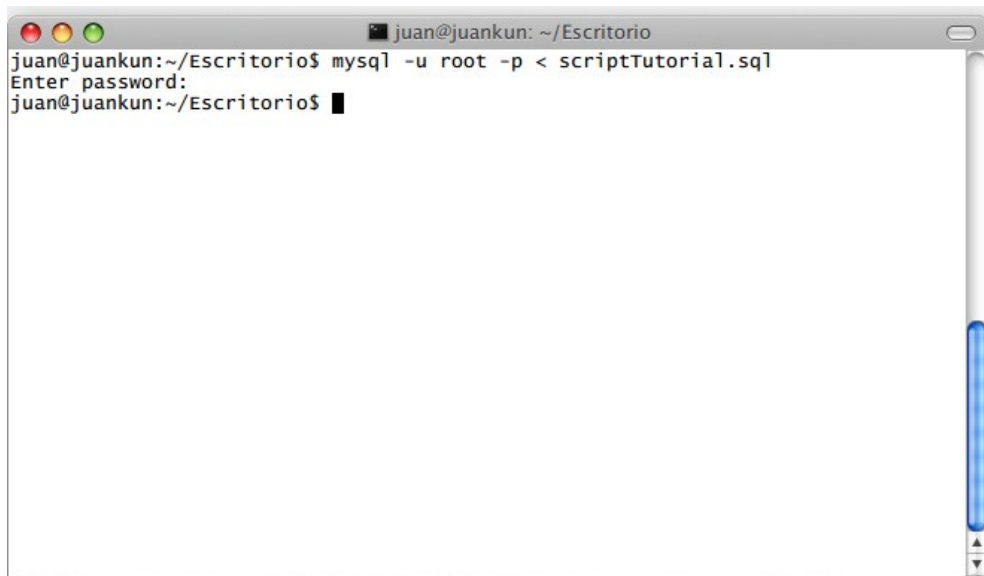 juan@juankun: ~/Escritorio
juan@juankun:~/Escritorio$ mysql -u root -p < scriptTutorial.sql
Enter password:
juan@juankun:~/Escritorio$